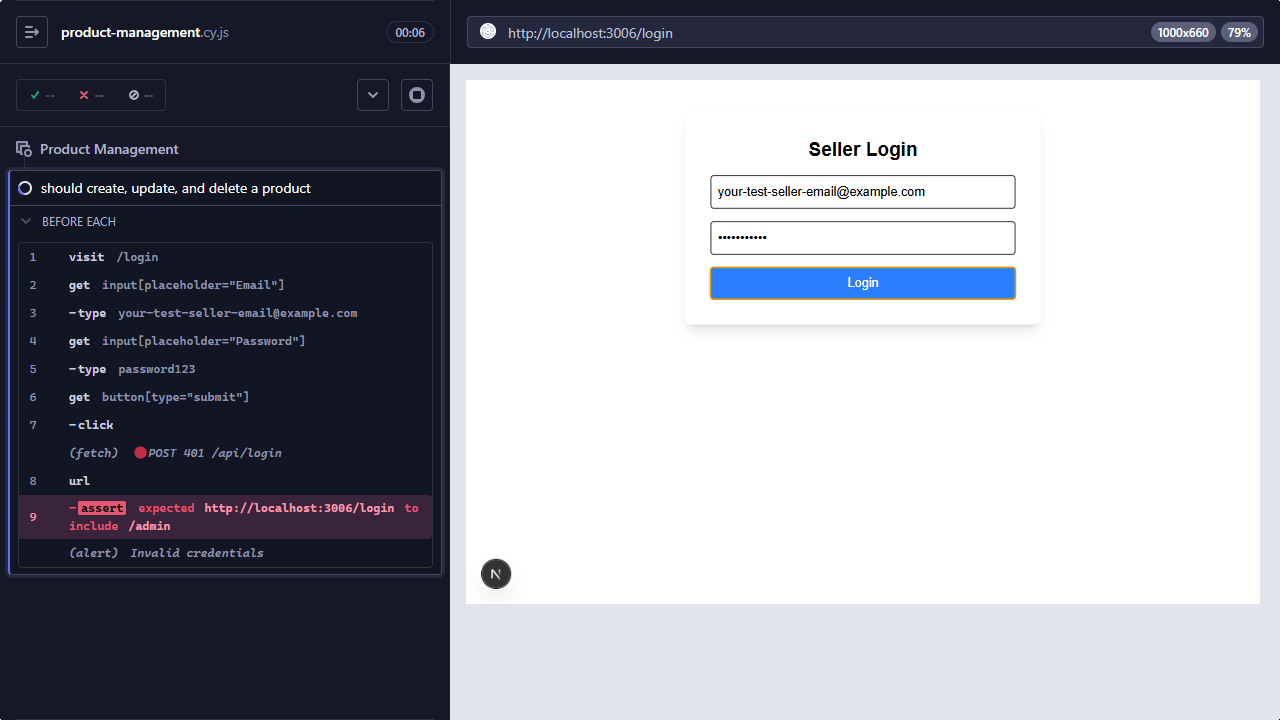 product-management.cy.js
00:06
-- -- --
Product Management
should create, update, and delete a product
BEFORE EACH
1 visit /login
2 get input[placeholder="Email"]
3 -type your-test-seller-email@example.com
4 get input[placeholder="Password"]
5 -type password123
6 get button[type="submit"]
7 -click
(fetch) POST 401 /api/login
8 url
9 -assert expected http://localhost:3006/login to
include /admin
(alert) Invalid credentials
http://localhost:3006/login
1000x660 79%
Seller Login
your-test-seller-email@example.com
•••••••••••
Login
N